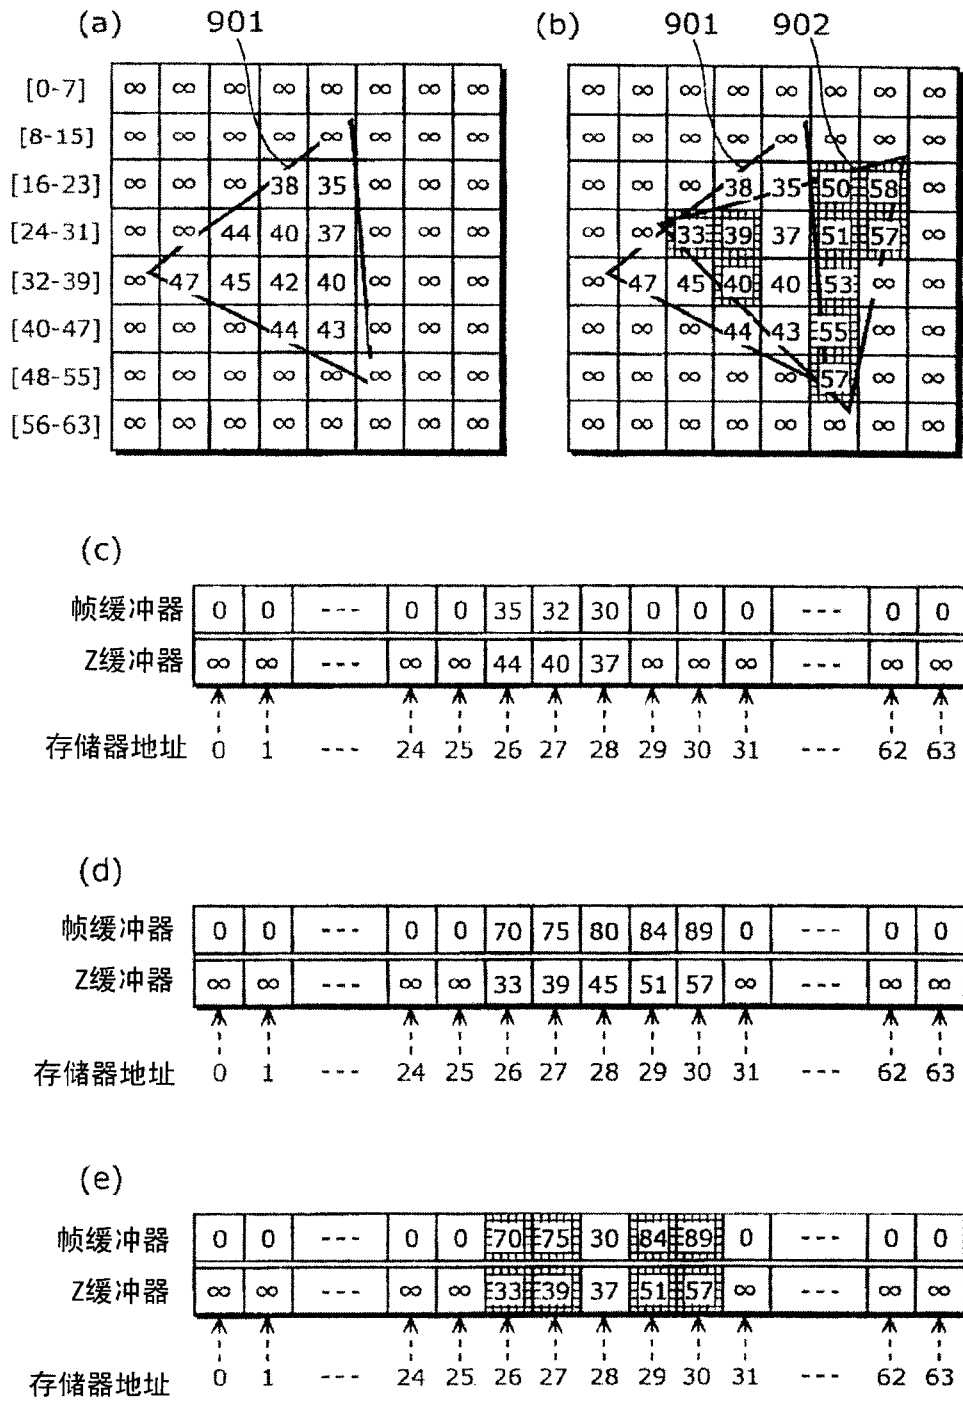 (a) 901 (b) 901 902
[0-7] ∞ ∞ ∞ ∞ ∞ ∞ ∞ ∞ ∞ ∞ ∞ ∞ ∞ ∞ ∞ ∞
[8-15] ∞ ∞ ∞ ∞ ∞ ∞ ∞ ∞ ∞ ∞ ∞ ∞ ∞ ∞ ∞ ∞
[16-23] ∞ ∞ ∞ 38 35 ∞ ∞ ∞ ∞ ∞ ∞ 38 35 50 58 ∞
[24-31] ∞ ∞ 44 40 37 ∞ ∞ ∞ ∞ ∞ 33 39 37 51 57 ∞
[32-39] ∞ 47 45 42 40 ∞ ∞ ∞ ∞ 47 45 40 40 53 ∞ ∞
[40-47] ∞ ∞ ∞ 44 43 ∞ ∞ ∞ ∞ ∞ ∞ 44 43 55 ∞ ∞
[48-55] ∞ ∞ ∞ ∞ ∞ ∞ ∞ ∞ ∞ ∞ ∞ ∞ ∞ 57 ∞ ∞
[56-63] ∞ ∞ ∞ ∞ ∞ ∞ ∞ ∞ ∞ ∞ ∞ ∞ ∞ ∞ ∞ ∞
(c)
帧缓冲器 0 0 --- 0 0 35 32 30 0 0 0 --- 0 0
Z缓冲器 ∞ ∞ --- ∞ ∞ 44 40 37 ∞ ∞ ∞ --- ∞ ∞
存储器地址 0 1 --- 24 25 26 27 28 29 30 31 --- 62 63
(d)
帧缓冲器 0 0 --- 0 0 70 75 80 84 89 0 --- 0 0
Z缓冲器 ∞ ∞ --- ∞ ∞ 33 39 45 51 57 ∞ --- ∞ ∞
存储器地址 0 1 --- 24 25 26 27 28 29 30 31 --- 62 63
(e)
帧缓冲器 0 0 --- 0 0 70 75 30 84 89 0 --- 0 0
Z缓冲器 ∞ ∞ --- ∞ ∞ 33 39 37 51 57 ∞ --- ∞ ∞
存储器地址 0 1 --- 24 25 26 27 28 29 30 31 --- 62 63